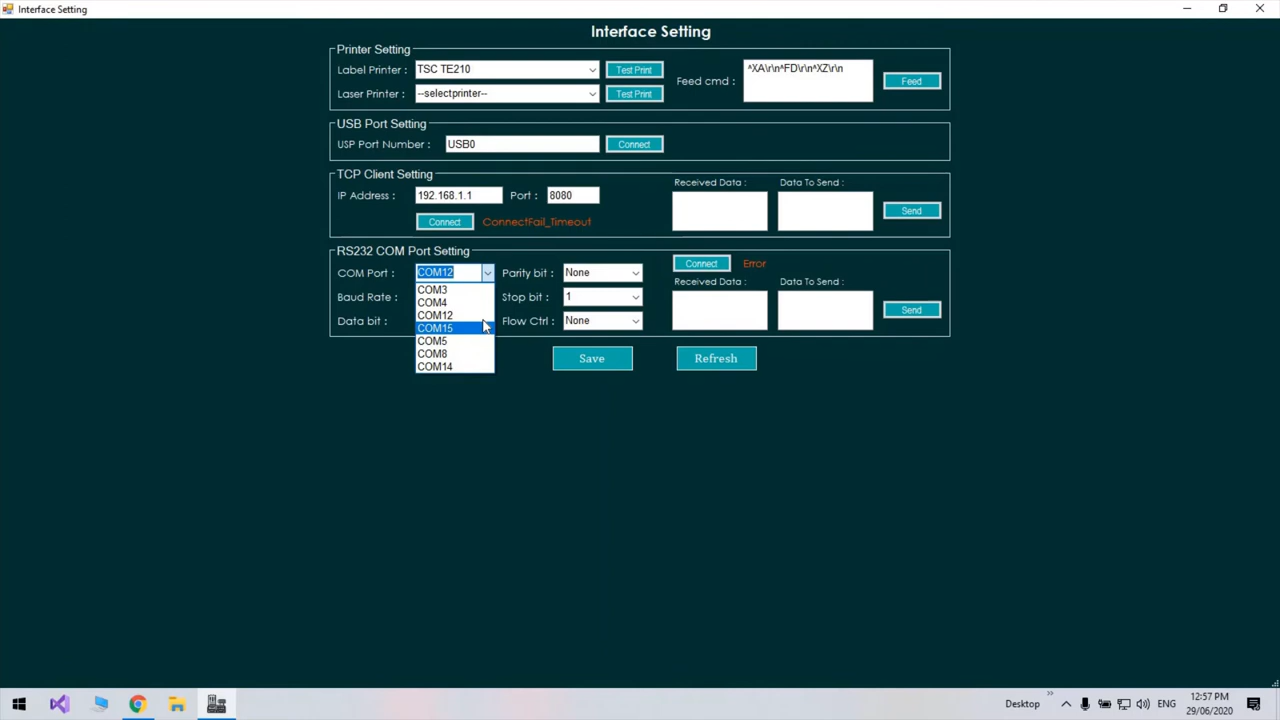 Interface Setting
Interface Setting
Printer Setting
Label Printer : TSC TE210 Test Print
Laser Printer : --selectprinter-- Test Print
Feed cmd : ^XA\r\n^FD\r\n^XZ\r\n Feed
USB Port Setting
USP Port Number : USB0 Connect
TCP Client Setting
IP Address : 192.168.1.1 Port : 8080
Connect ConnectFail_Timeout
Received Data : Data To Send :
Send
RS232 COM Port Setting
COM Port : COM12 Parity bit : None
Baud Rate : Stop bit : 1
Data bit : Flow Ctrl : None
COM3
COM4
COM12
COM15
COM5
COM8
COM14
Connect Error
Received Data : Data To Send :
Send
Save Refresh
Desktop
ENG
12:57 PM
29/06/2020